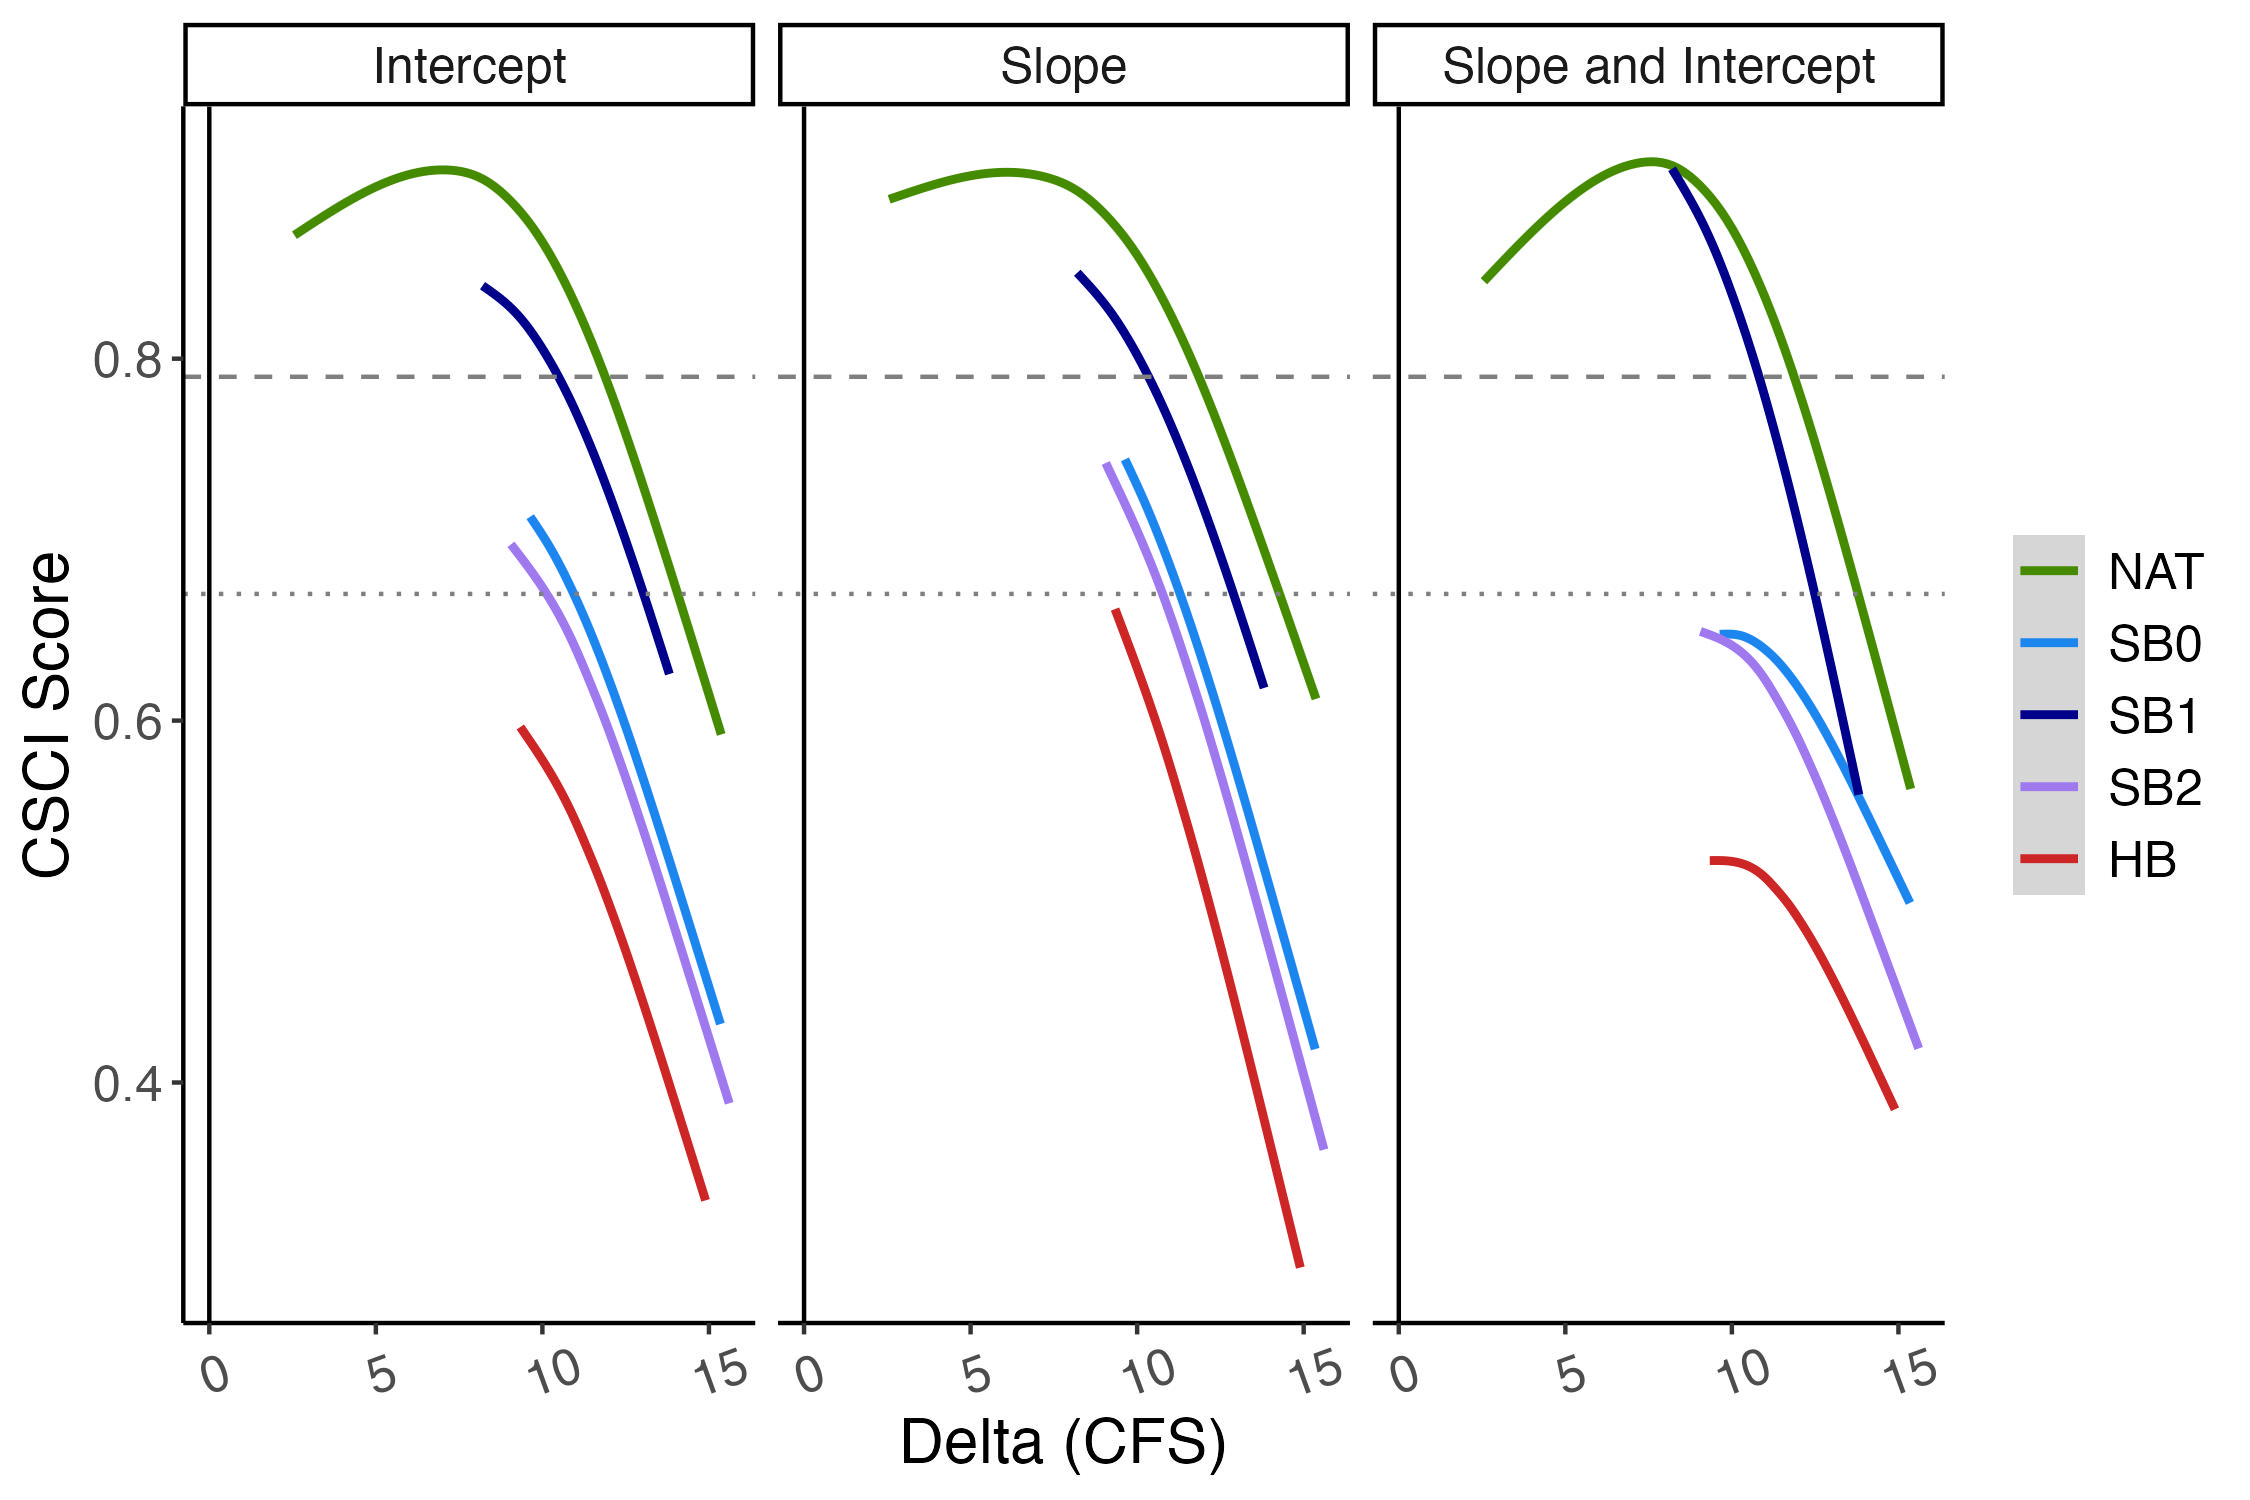 Intercept
Slope
Slope and Intercept
CSCI Score
0.8
0.6
0.4
0 5 10 15
0 5 10 15
0 5 10 15
Delta (CFS)
NAT
SB0
SB1
SB2
HB